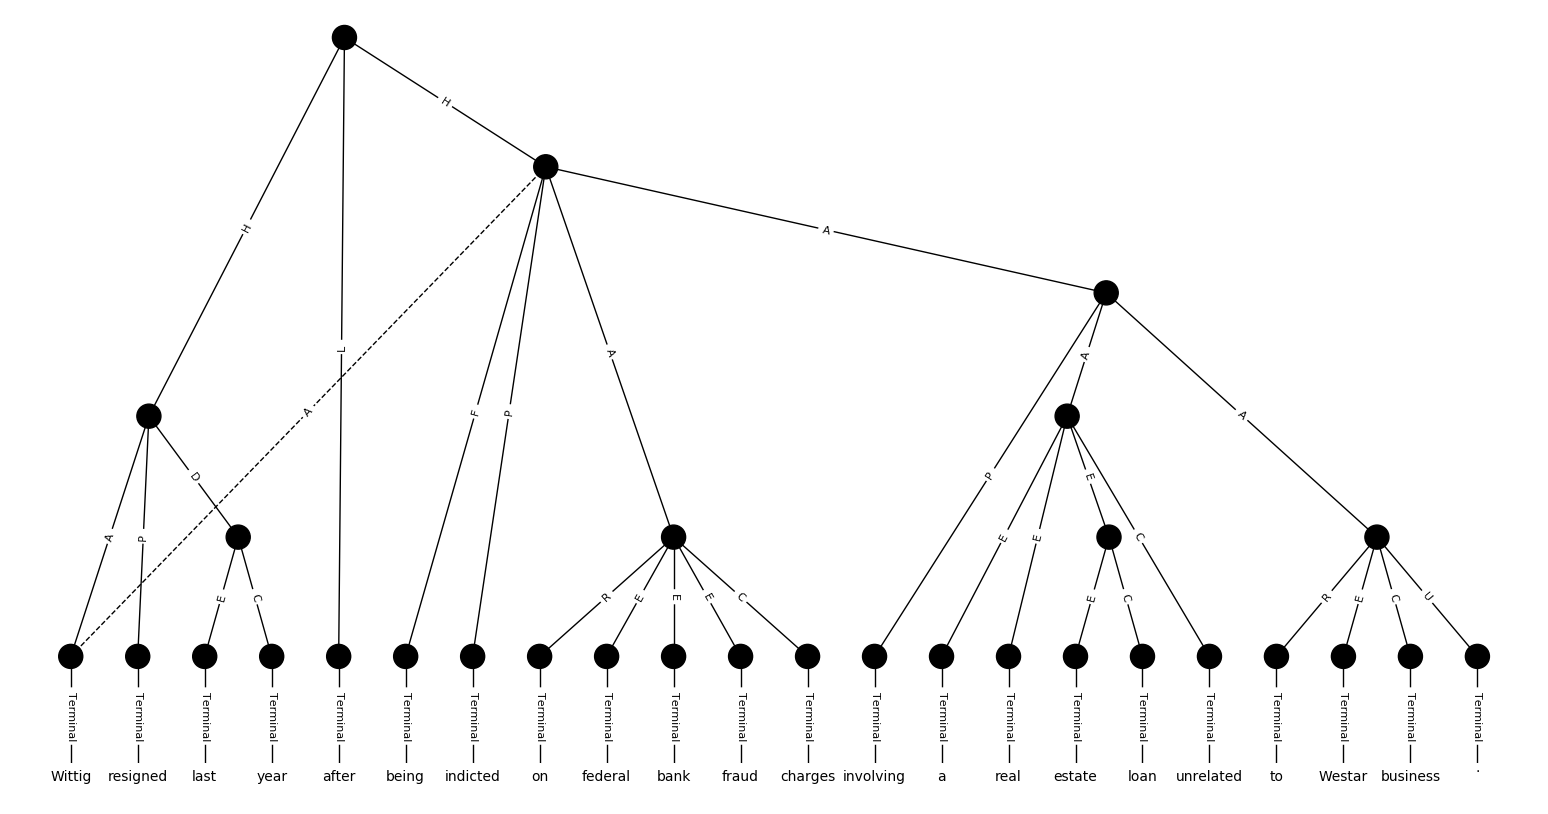 H
A
H
L
A
A
A
F
P
A
P
D
E
C
A
P
E
E
C
E
C
R
E
E
E
C
E
C
R
E
C
U
Terminal Terminal Terminal Terminal Terminal Terminal Terminal Terminal Terminal Terminal Terminal Terminal Terminal Terminal Terminal Terminal Terminal Terminal Terminal Terminal Terminal Terminal
Wittig resigned last year after being indicted on federal bank fraud charges involving a real estate loan unrelated to Westar business .